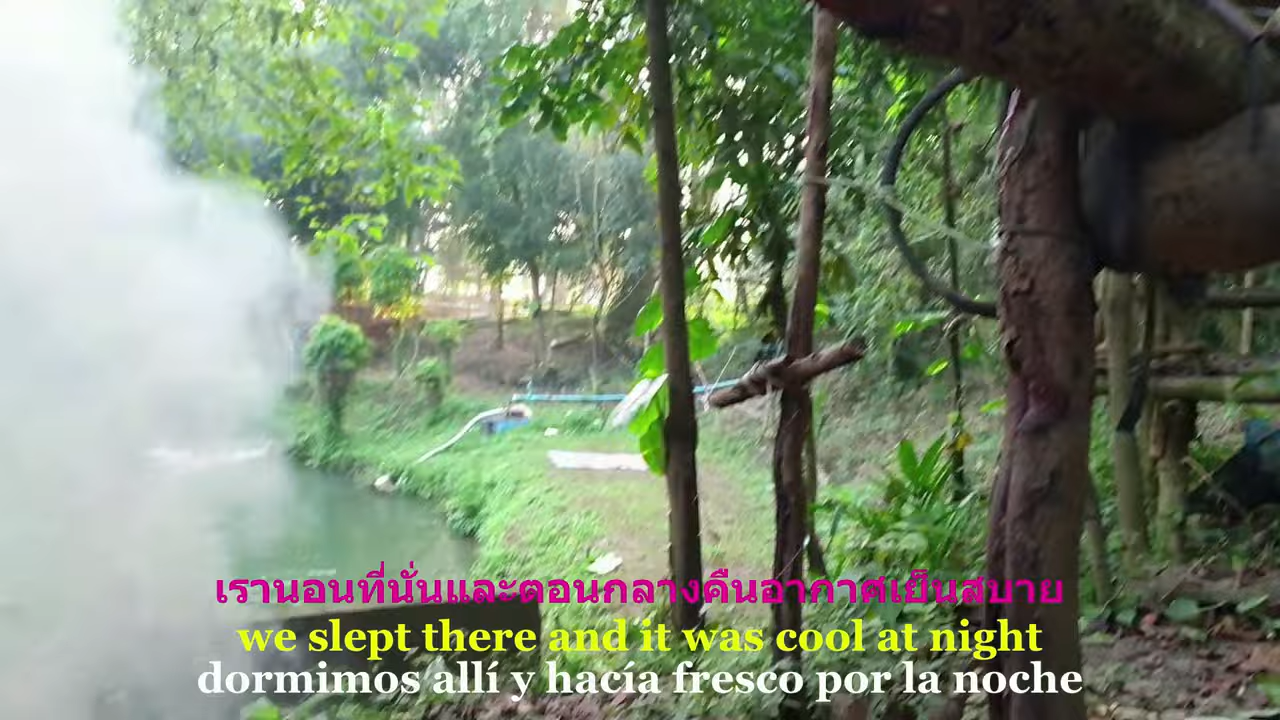 เรานอนที่นั่นและตอนกลางคืนอากาศเย็นสบาย
we slept there and it was cool at night
dormimos allí y hacía fresco por la noche